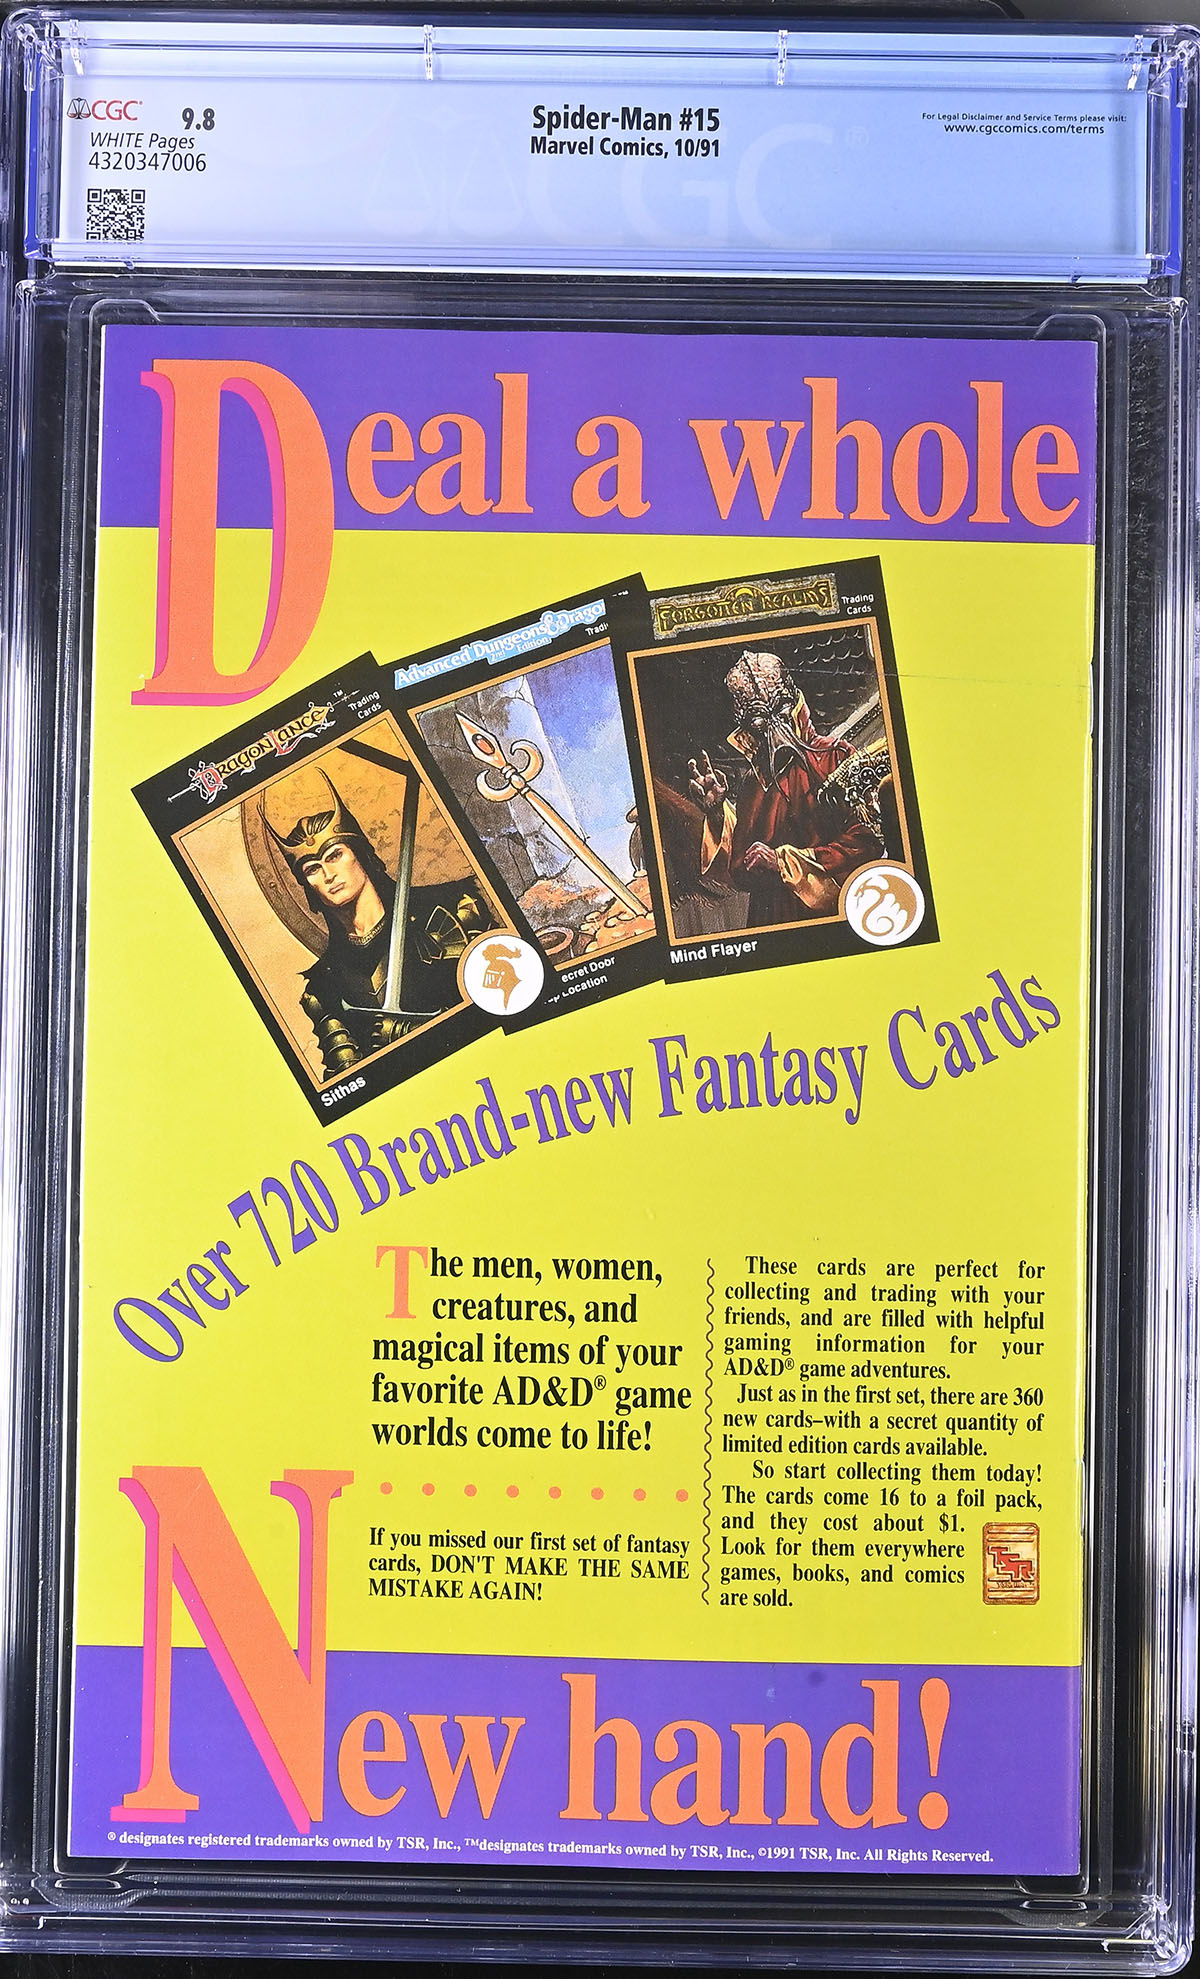 CGC
9.8
WHITE Pages
4320347006
Spider-Man #15
Marvel Comics, 10/91
For Legal Disclaimer and Service Terms please visit:
www.cgccomics.com/terms
CGC®
Deal a whole
DRAGONLANCE™
Trading
Cards
Sithas
Advanced Dungeons & Drago
2nd Edition
ecret Door
Location
FORGOTTEN REALMS
Trading
Cards
Mind Flayer
Over 720 Brand-new Fantasy Cards
The men, women,
creatures, and
magical items of your
favorite AD&D® game
worlds come to life!
If you missed our first set of fantasy
cards, DON'T MAKE THE SAME
MISTAKE AGAIN!
These cards are perfect for
collecting and trading with your
friends, and are filled with helpful
gaming information for your
AD&D® game adventures.
Just as in the first set, there are 360
new cards–with a secret quantity of
limited edition cards available.
So start collecting them today!
The cards come 16 to a foil pack,
and they cost about $1.
Look for them everywhere
games, books, and comics
are sold.
TSR
New hand!
® designates registered trademarks owned by TSR, Inc., ™designates trademarks owned by TSR, Inc., ©1991 TSR, Inc. All Rights Reserved.